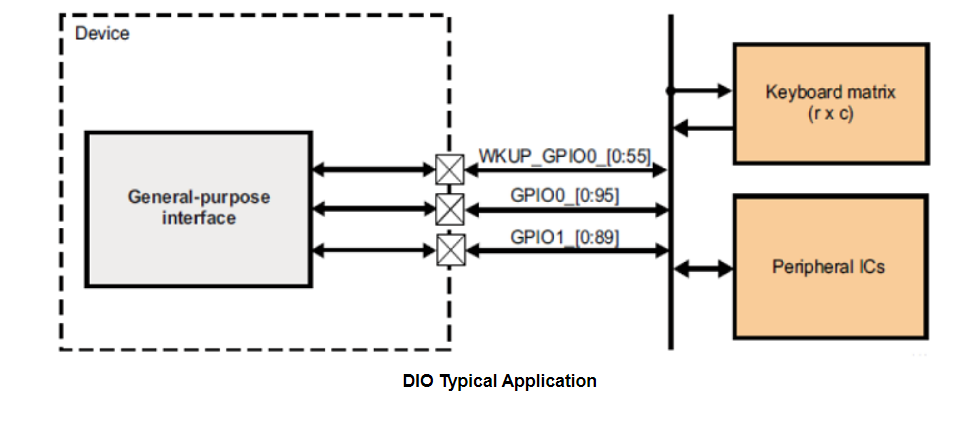 Device
General-purpose
interface
WKUP_GPIO0_[0:55]
GPIO0_[0:95]
GPIO1_[0:89]
Keyboard matrix
(r x c)
Peripheral ICs
DIO Typical Application